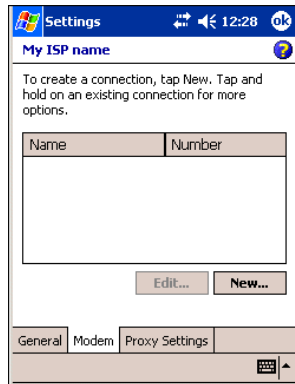 Settings 12:28 ok
My ISP name ?
To create a connection, tap New. Tap and
hold on an existing connection for more
options.
Name Number
Edit... New...
General Modem Proxy Settings